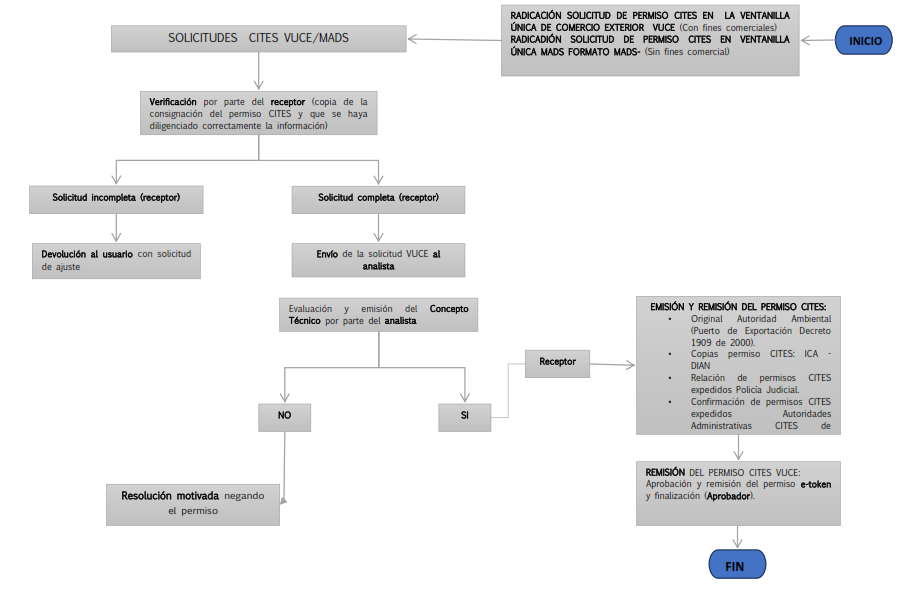 INICIO
RADICACIÓN SOLICITUD DE PERMISO CITES EN LA VENTANILLA
ÚNICA DE COMERCIO EXTERIOR VUCE (Con fines comerciales)
RADICADIÓN SOLICITUD DE PERMISO CITES EN VENTANILLA
ÚNICA MADS FORMATO MADS- (Sin fines comercial)
SOLICITUDES CITES VUCE/MADS
Verificación por parte del receptor (copia de la
consignación del permiso CITES y que se haya
diligenciado correctamente la información)
Solicitud incompleta (receptor)
Solicitud completa (receptor)
Devolución al usuario con solicitud
de ajuste
Envío de la solicitud VUCE al
analista
Evaluación y emisión del Concepto
Técnico por parte del analista
NO
SI
Resolución motivada negando
el permiso
Receptor
EMISIÓN Y REMISIÓN DEL PERMISO CITES:
• Original Autoridad Ambiental
(Puerto de Exportación Decreto
1909 de 2000).
• Copias permiso CITES: ICA -
DIAN
• Relación de permisos CITES
expedidos Policía Judicial.
• Confirmación de permisos CITES
expedidos Autoridades
Administrativas CITES de
REMISIÓN DEL PERMISO CITES VUCE:
Aprobación y remisión del permiso e-token
y finalización (Aprobador).
FIN